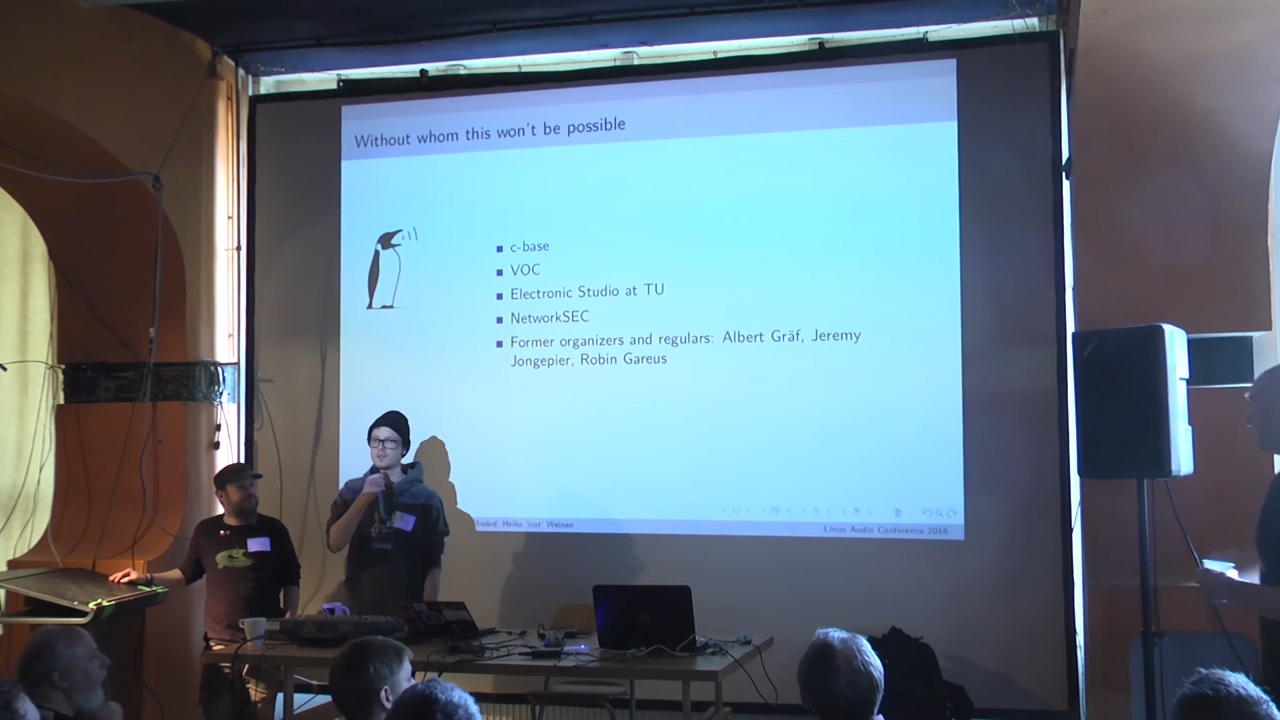 Without whom this won't be possible
c-base
VOC
Electronic Studio at TU
NetworkSEC
Former organizers and regulars: Albert Gräf, Jeremy
Jongepier, Robin Gareus
Heiko 'riot' Weinen
Linux Audio Conference 2016